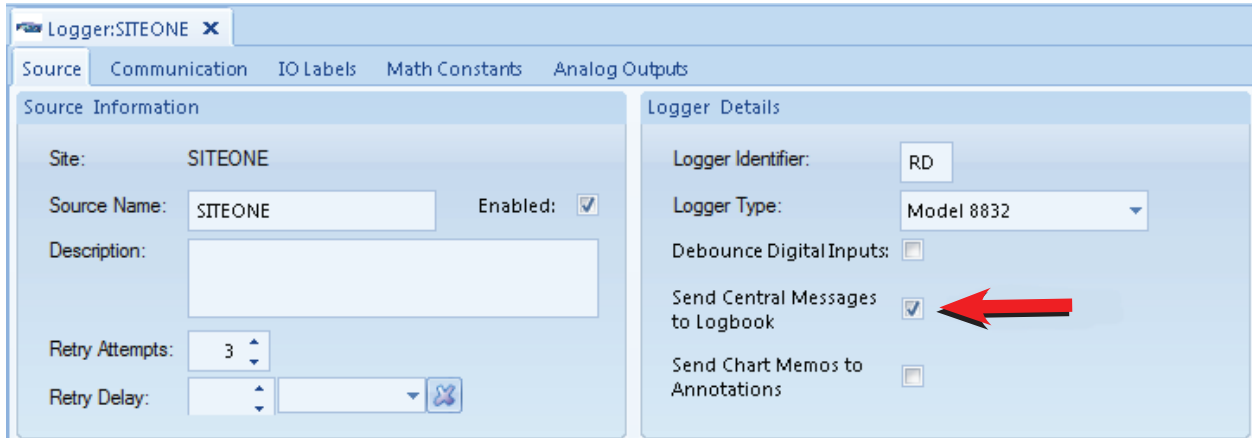 Logger:SITEONE X
Source Communication IO Labels Math Constants Analog Outputs
Source Information
Site: SITEONE
Source Name: SITEONE Enabled:
Description:
Retry Attempts: 3
Retry Delay:
Logger Details
Logger Identifier: RD
Logger Type: Model 8832
Debounce Digital Inputs:
Send Central Messages
to Logbook
Send Chart Memos to
Annotations